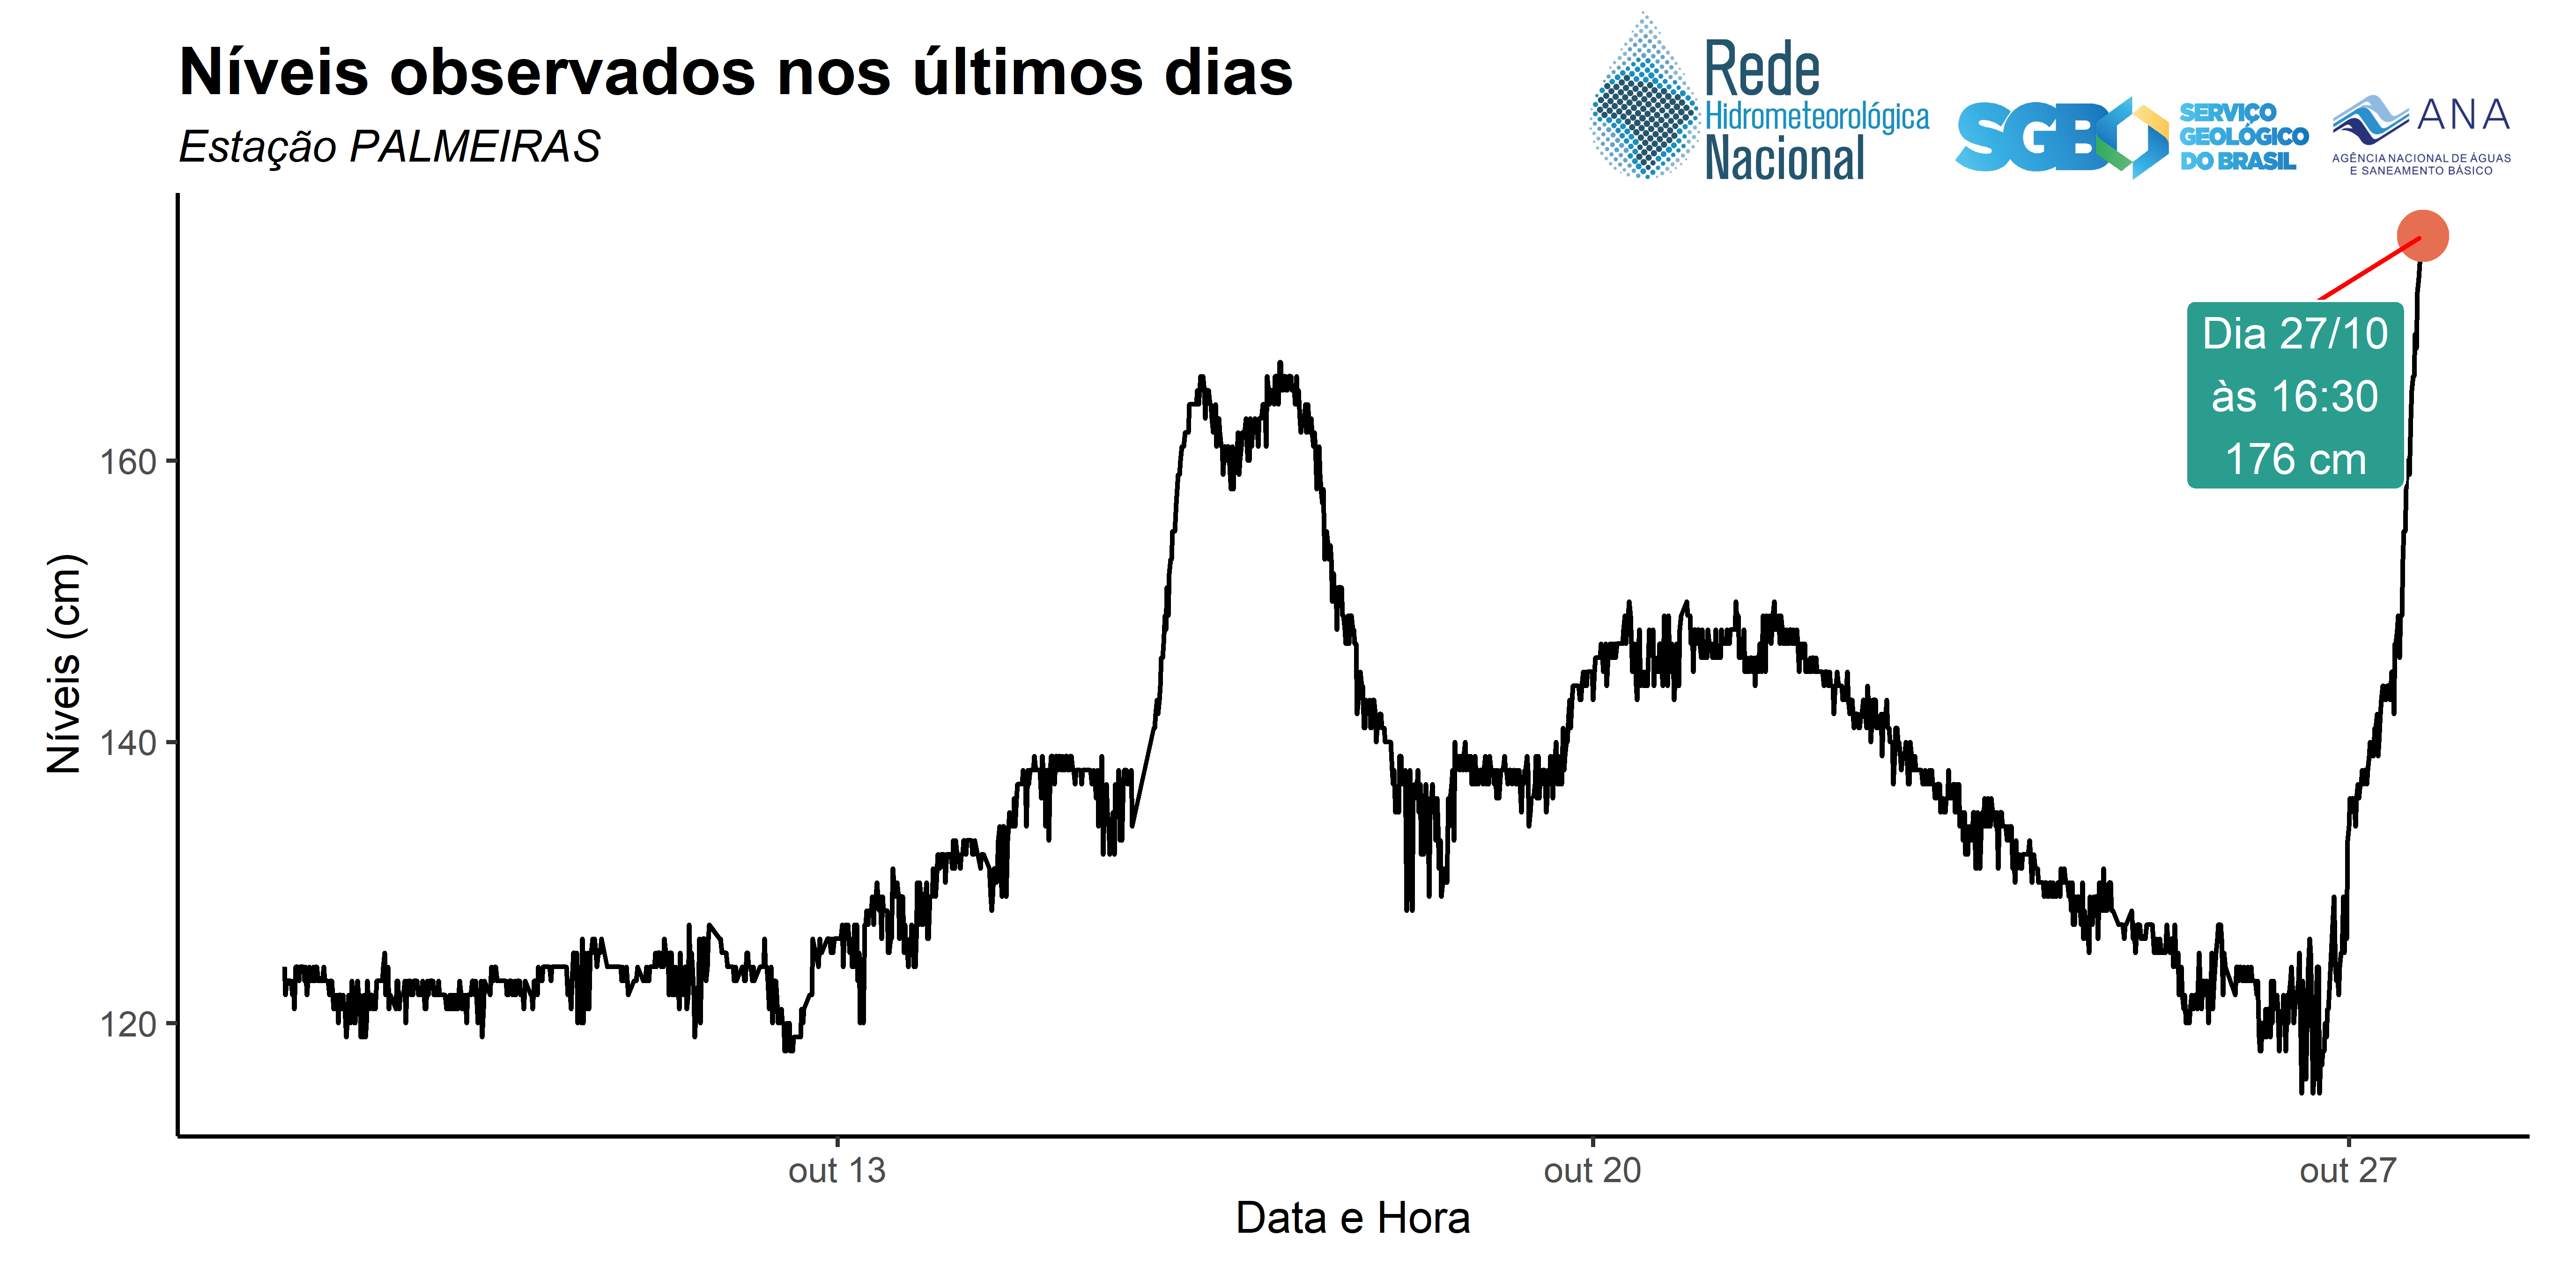 Níveis observados nos últimos dias
Estação PALMEIRAS
Rede
Hidrometeorológica
Nacional
SGB
SERVIÇO
GEOLÓGICO
DO BRASIL
ANA
AGÊNCIA NACIONAL DE ÁGUAS
E SANEAMENTO BÁSICO
Dia 27/10
às 16:30
176 cm
Níveis (cm)
160
140
120
out 13
out 20
out 27
Data e Hora